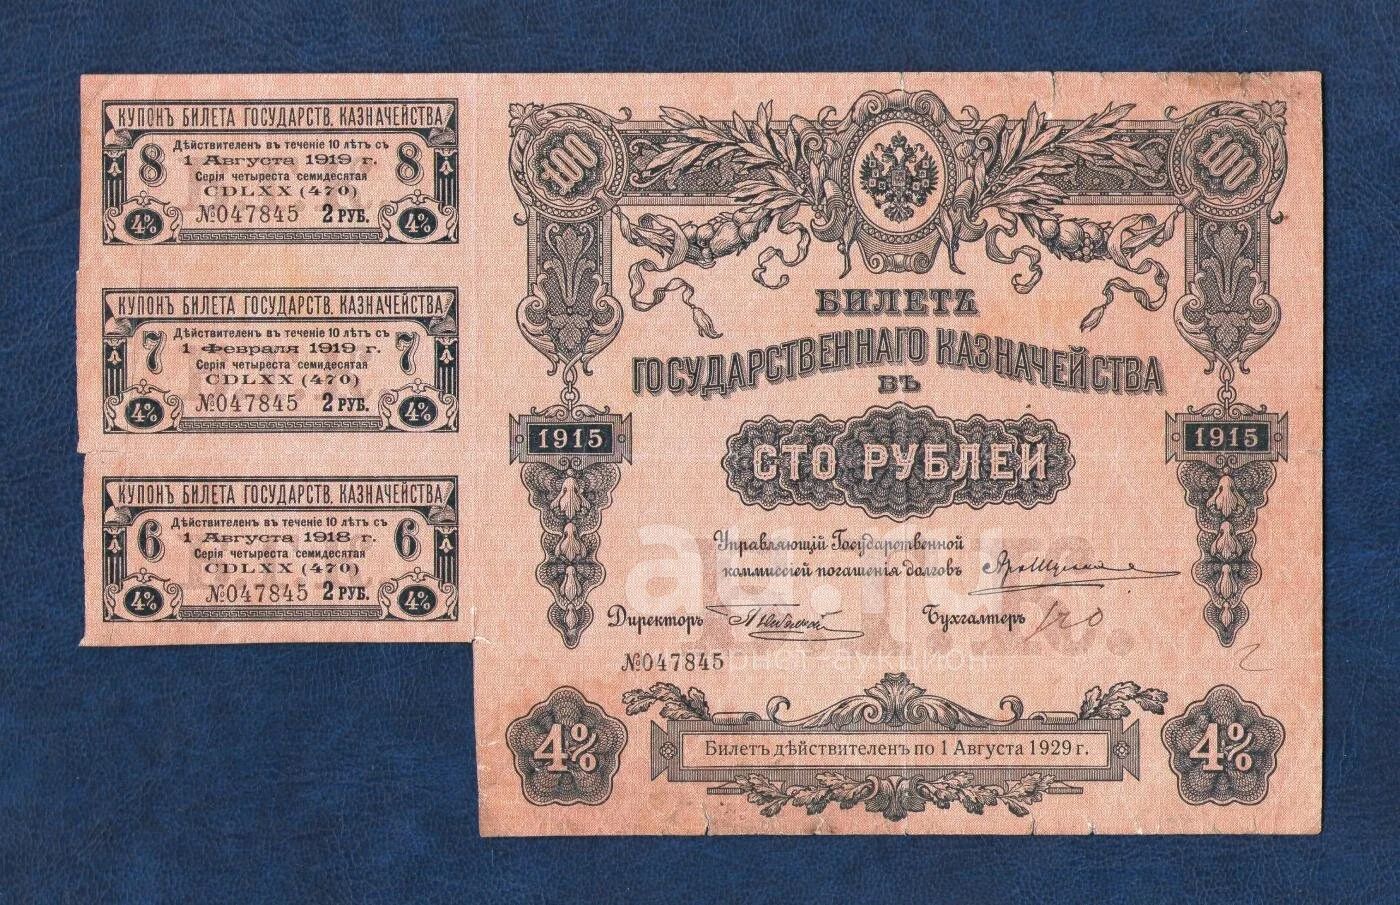 КУПОНЪ БИЛЕТА ГОСУДАРСТВ. КАЗНАЧЕЙСТВА
Дѣйствителенъ въ теченіе 10 лѣтъ съ
8 1 Августа 1919 г. 8
Серія четыреста семидесятая
CDLXX (470)
№047845 2 РУБ.
4% 4%
КУПОНЪ БИЛЕТА ГОСУДАРСТВ. КАЗНАЧЕЙСТВА
Дѣйствителенъ въ теченіе 10 лѣтъ съ
7 1 Февраля 1919 г. 7
Серія четыреста семидесятая
CDLXX (470)
№047845 2 РУБ.
4% 4%
КУПОНЪ БИЛЕТА ГОСУДАРСТВ. КАЗНАЧЕЙСТВА
Дѣйствителенъ въ теченіе 10 лѣтъ съ
6 1 Августа 1918 г. 6
Серія четыреста семидесятая
CDLXX (470)
№047845 2 РУБ.
4% 4%
100 100
БИЛЕТЪ
ГОСУДАРСТВЕННАГО КАЗНАЧЕЙСТВА
ВЪ
1915 1915
СТО РУБЛЕЙ
Управляющій Государственной
коммиссіей погашенія долговъ
Директоръ Бухгалтеръ
№047845
4% 4%
Билетъ дѣйствителенъ по 1 Августа 1929 г.
au.ru
интернет-аукцион